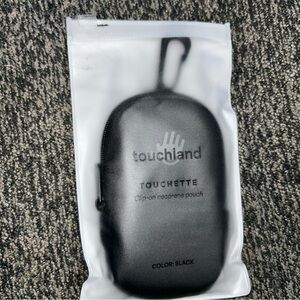 touchland
TOUCHETTE
Clip-on neoprene pouch
COLOR: BLACK